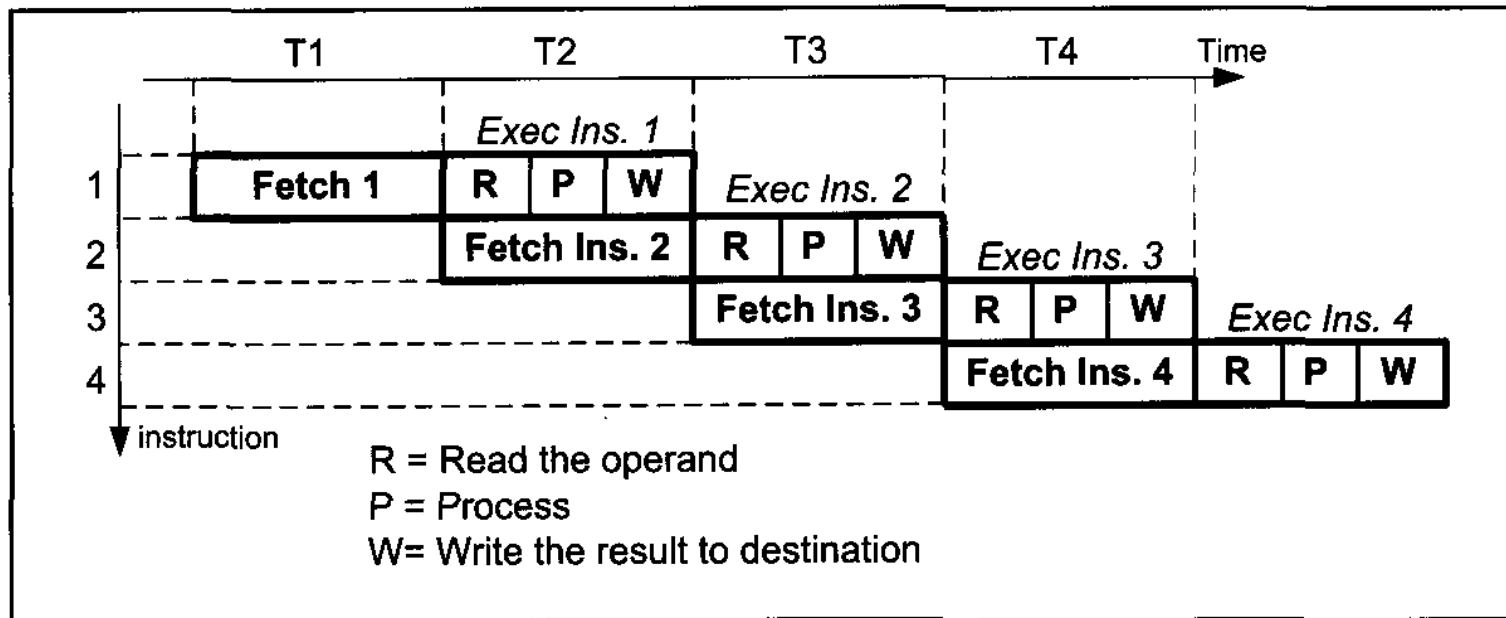 T1 T2 T3 T4 Time
Exec Ins. 1
1 Fetch 1 R P W Exec Ins. 2
2 Fetch Ins. 2 R P W Exec Ins. 3
3 Fetch Ins. 3 R P W Exec Ins. 4
4 Fetch Ins. 4 R P W
instruction
R = Read the operand
P = Process
W= Write the result to destination